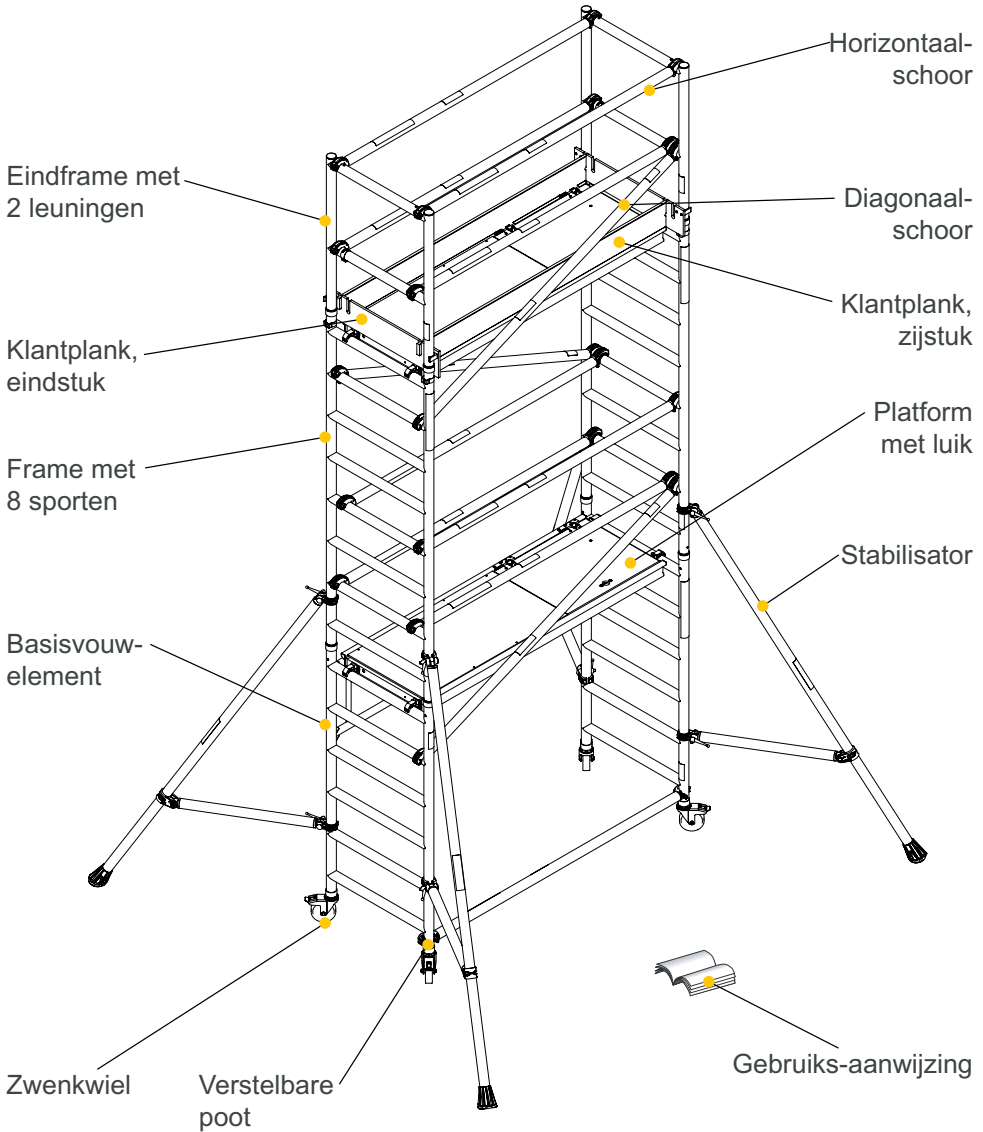 Horizontaal-
schoor
Eindframe met
2 leuningen
Diagonaal-
schoor
Klantplank,
zijstuk
Klantplank,
eindstuk
Platform
met luik
Frame met
8 sporten
Stabilisator
Basisvouw-
element
Gebruiks-aanwijzing
Zwenkwiel
Verstelbare
poot